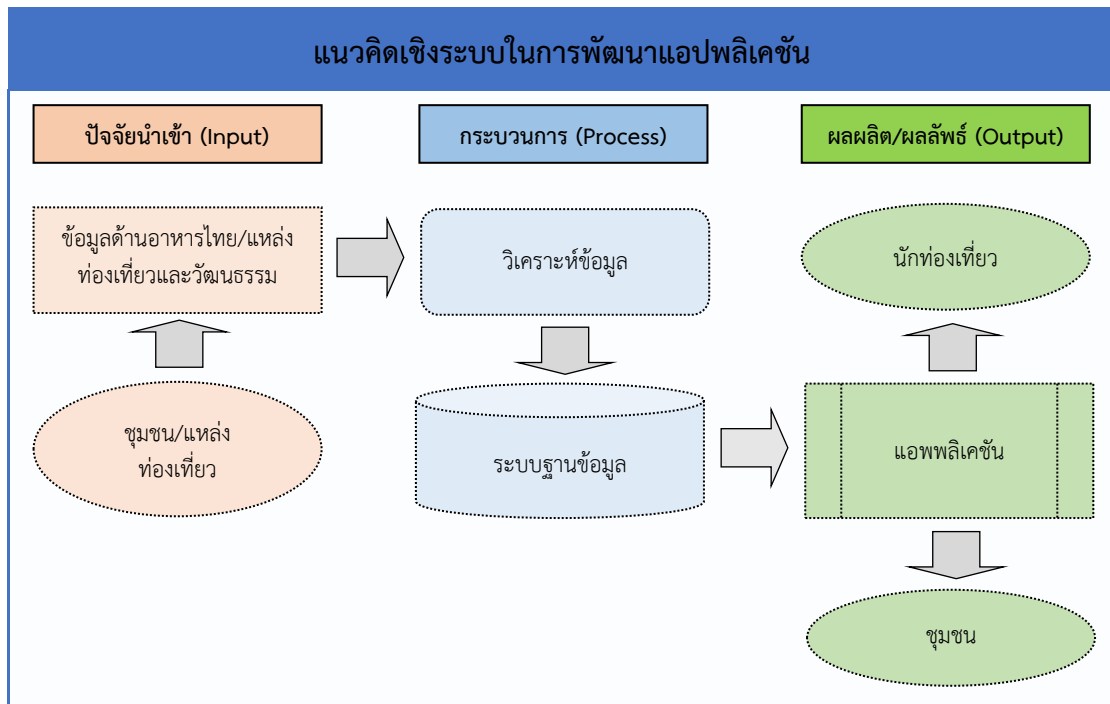 แนวคิดเชิงระบบในการพัฒนาแอปพลิเคชัน
ปัจจัยนำเข้า (Input)
กระบวนการ (Process)
ผลผลิต/ผลลัพธ์ (Output)
ข้อมูลด้านอาหารไทย/แหล่ง
ท่องเที่ยวและวัฒนธรรม
วิเคราะห์ข้อมูล
นักท่องเที่ยว
ชุมชน/แหล่ง
ท่องเที่ยว
ระบบฐานข้อมูล
แอพพลิเคชัน
ชุมชน